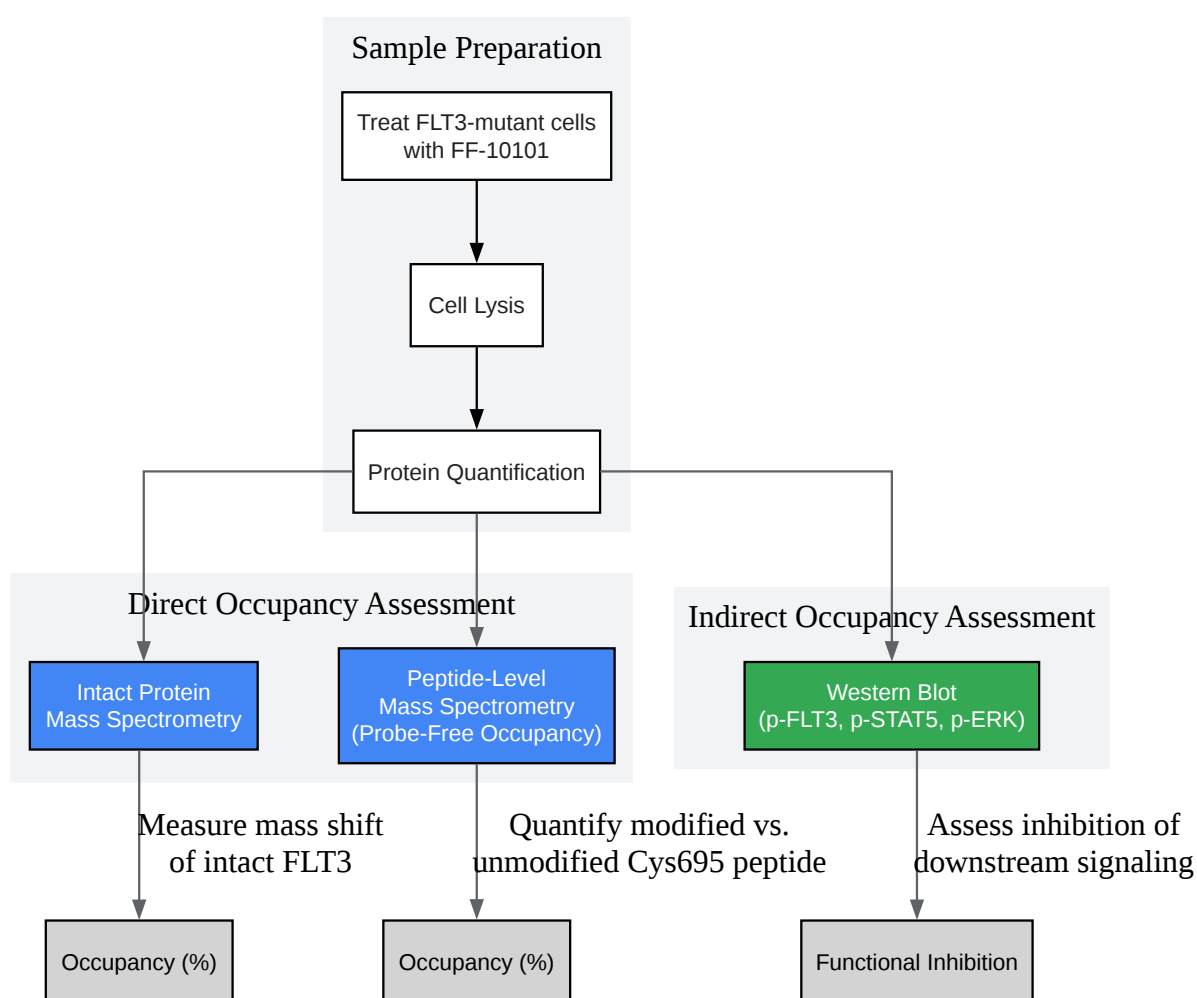 Sample Preparation
Treat FLT3-mutant cells
with FF-10101
Cell Lysis
Protein Quantification
Direct Occupancy Assessment
Indirect Occupancy Assessment
Intact Protein
Mass Spectrometry
Peptide-Level
Mass Spectrometry
(Probe-Free Occupancy)
Western Blot
(p-FLT3, p-STAT5, p-ERK)
Measure mass shift
of intact FLT3
Quantify modified vs.
unmodified Cys695 peptide
Assess inhibition of
downstream signaling
Occupancy (%)
Occupancy (%)
Functional Inhibition